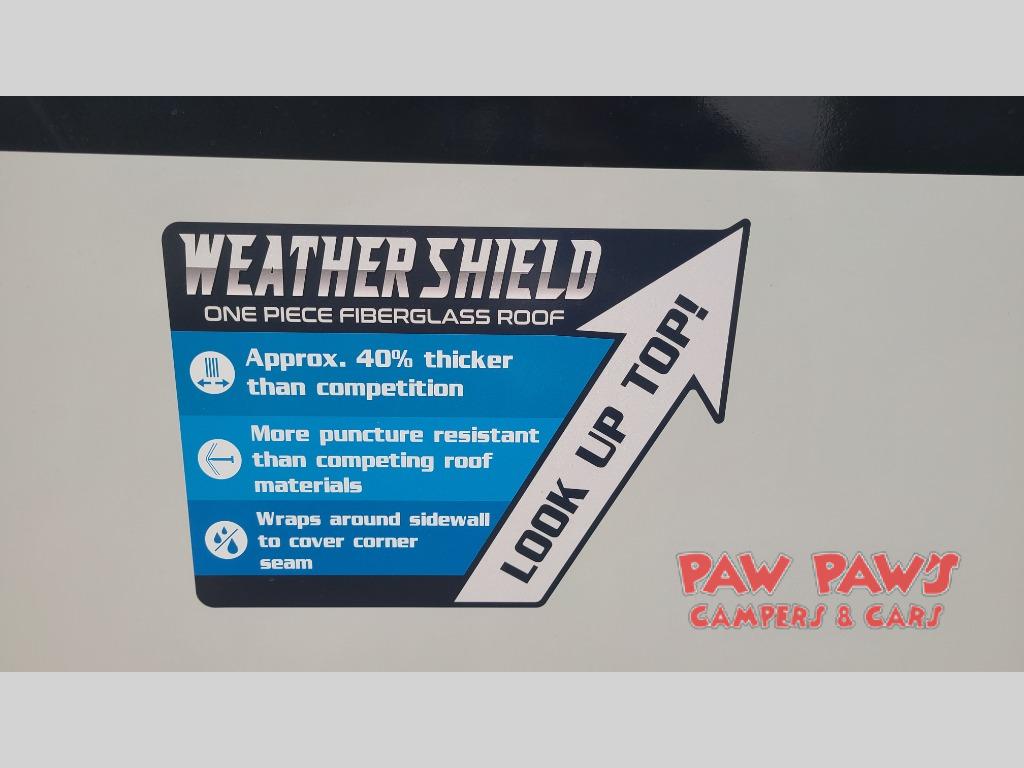 WEATHER SHIELD
ONE PIECE FIBERGLASS ROOF
Approx. 40% thicker
than competition
More puncture resistant
than competing roof
materials
Wraps around sidewall
to cover corner
seam
LOOK UP TOP!
PAW PAW'S
CAMPERS & CARS